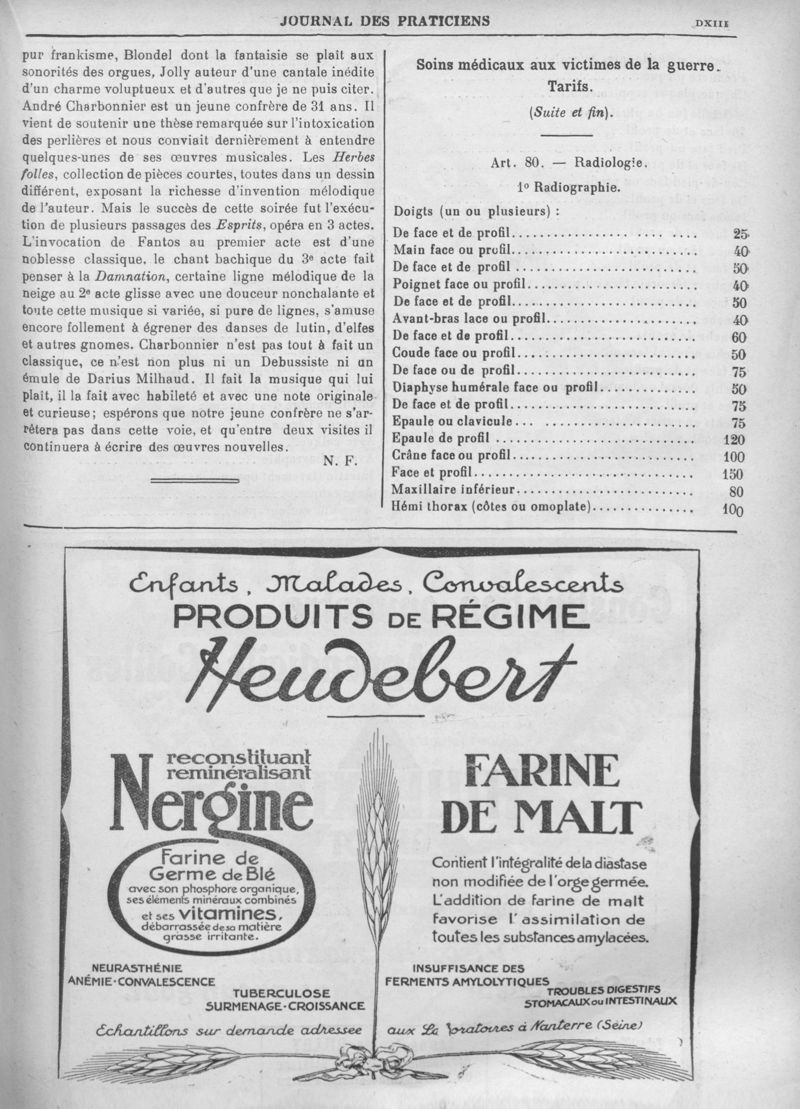 JOURNAL DES PRATICIENS
DXIII
pur frankisme, Blondel dont la fantaisie se plaît aux
sonorités des orgues, Jolly auteur d'une cantale inédite
d'un charme voluptueux et d'autres que je ne puis citer.
André Charbonnier est un jeune confrère de 31 ans. Il
vient de soutenir une thèse remarquée sur l'intoxication
des perlières et nous conviait dernièrement à entendre
quelques-unes de ses œuvres musicales. Les Herbes
folles, collection de pièces courtes, toutes dans un dessin
différent, exposant la richesse d'invention mélodique
de l'auteur. Mais le succès de cette soirée fut l'exécu-
tion de plusieurs passages des Esprits, opéra en 3 actes.
L'invocation de Fantos au premier acte est d'une
noblesse classique, le chant bachique du 3e acte fait
penser à la Damnation, certaine ligne mélodique de la
neige au 2e acte glisse avec une douceur nonchalante et
toute cette musique si variée, si pure de lignes, s'amuse
encore follement à égrener des danses de lutin, d'elfes
et autres gnomes. Charbonnier n'est pas tout à fait un
classique, ce n'est non plus ni un Debussiste ni un
émule de Darius Milhaud. Il fait la musique qui lui
plaît, il la fait avec habileté et avec une note originale
et curieuse; espérons que notre jeune confrère ne s'ar-
rêtera pas dans cette voie, et qu'entre deux visites il
continuera à écrire des œuvres nouvelles.
N. F.
Soins médicaux aux victimes de la guerre.
Tarifs.
(Suite et fin).
Art. 80. — Radiologie.
1o Radiographie.
Doigts (un ou plusieurs) :
De face et de profil........................ 25
Main face ou profil........................ 40
De face et de profil........................ 50
Poignet face ou profil........................ 40
De face et de profil........................ 50
Avant-bras lace ou profil........................ 40
De face et de profil........................ 60
Coude face ou profil........................ 50
De face ou de profil........................ 75
Diaphyse humérale face ou profil.............. 50
De face et de profil........................ 75
Epaule ou clavicule........................ 75
Epaule de profil........................ 120
Crâne face ou profil........................ 100
Face et profil........................ 150
Maxillaire inférieur........................ 80
Hémi thorax (côtes ou omoplate)............... 100
Enfants, Malades, Convalescents
PRODUITS DE RÉGIME
Heudebert
reconstituant
reminéralisant
Nergine
Farine de
Germe de Blé
avec son phosphore organique,
ses éléments minéraux combinés
et ses vitamines,
débarrassée de sa matière
grasse irritante.
NEURASTHÉNIE
ANÉMIE-CONVALESCENCE
TUBERCULOSE
SURMENAGE-CROISSANCE
FARINE
DE MALT
Contient l'intégralité de la diastase
non modifiée de l'orge germée.
L'addition de farine de malt
favorise l'assimilation de
toutes les substances amylacées.
INSUFFISANCE DES
FERMENTS AMYLOLYTIQUES
TROUBLES DIGESTIFS
STOMACAUX ou INTESTINAUX
Echantillons sur demande adressee aux La boratoires à Nanterre (Seine)